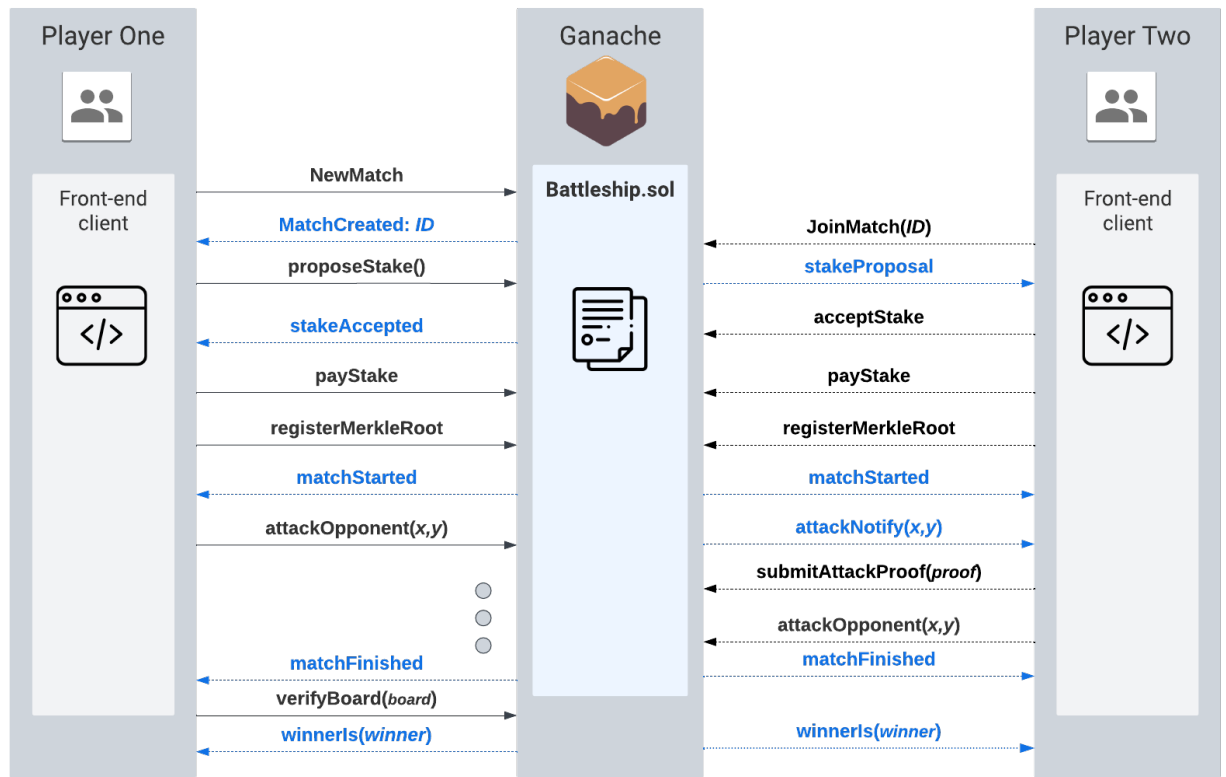 Player One
Ganache
Player Two
Front-end
client
</>
Battleship.sol
Front-end
client
</>
NewMatch
MatchCreated: ID
JoinMatch(ID)
proposeStake()
stakeProposal
stakeAccepted
acceptStake
payStake
payStake
registerMerkleRoot
registerMerkleRoot
matchStarted
matchStarted
attackOpponent(x,y)
attackNotify(x,y)
submitAttackProof(proof)
attackOpponent(x,y)
matchFinished
matchFinished
verifyBoard(board)
winnerIs(winner)
winnerIs(winner)